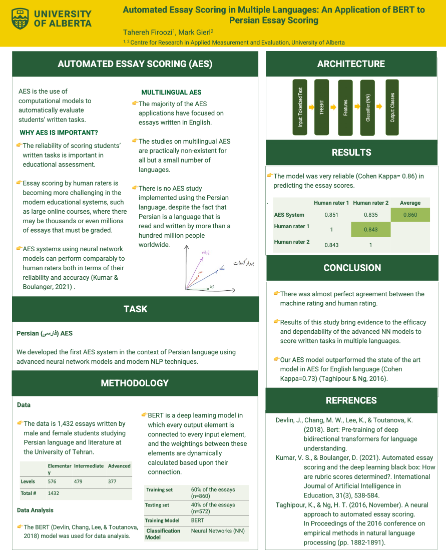 UNIVERSITY
OF ALBERTA
Automated Essay Scoring in Multiple Languages: An Application of BERT to
Persian Essay Scoring
Tahereh Firoozi¹, Mark Gierl²
¹·² Centre for Research in Applied Measurement and Evaluation, University of Alberta
AUTOMATED ESSAY SCORING (AES)
AES is the use of
computational models to
automatically evaluate
students' written tasks.
WHY AES IS IMPORTANT?
The reliability of scoring students'
written tasks is important in
educational assessment.
Essay scoring by human raters is
becoming more challenging in the
modern educational systems, such
as large online courses, where there
may be thousands or even millions
of essays that must be graded.
AES systems using neural network
models can perform comparably to
human raters both in terms of their
reliability and accuracy (Kumar &
Boulanger, 2021) .
MULTILINGUAL AES
The majority of the AES
applications have focused on
essays written in English.
The studies on multilingual AES
are practically non-existent for
all but a small number of
languages.
There is no AES study
implemented using the Persian
language, despite the fact that
Persian is a language that is
read and written by more than a
hundred million people
worldwide.
TASK
Persian (فارسی) AES
We developed the first AES system in the context of Persian language using
advanced neural network models and modern NLP techniques.
METHODOLOGY
Data
The data is 1,432 essays written by
male and female students studying
Persian language and literature at
the University of Tehran.
Elementar y Intermediate Advanced
Levels 576 479 377
Total # 1432
Data Analysis
The BERT (Devlin, Chang, Lee, & Toutanova,
2018) model was used for data analysis.
BERT is a deep learning model in
which every output element is
connected to every input element,
and the weightings between them
elements are dynamically
calculated based upon their
connection.
Training set 60% of the essays (n=860)
Testing set 40% of the essays (n=572)
Training Model BERT
Classification Model Neural Networks (NN)
ARCHITECTURE
Input Tokenized Text
Features
Classifier (NN)
Output Classes
RESULTS
The model was very reliable (Cohen Kappa= 0.86) in
predicting the essay scores.
Human rater 1 Human rater 2 Average
AES System 0.851 0.835 0.860
Human rater 1 1 0.843
Human rater 2 0.843 1
CONCLUSION
There was almost perfect agreement between the
machine rating and human rating.
Results of this study bring evidence to the efficacy
and dependability of the advanced NN models to
score written tasks in multiple languages.
Our AES model outperformed the state of the art
model in AES for English language (Cohen
Kappa=0.73) (Taghipour & Ng, 2016).
REFRENCES
Devlin, J., Chang, M. W., Lee, K., & Toutanova, K.
(2018). Bert: Pre-training of deep
bidirectional transformers for language
understanding.
Kumar, V. S., & Boulanger, D. (2021). Automated essay
scoring and the deep learning black box: How
are rubric scores determined?. International
Journal of Artificial Intelligence in
Education, 31(3), 538-584.
Taghipour, K., & Ng, H. T. (2016, November). A neural
approach to automated essay scoring.
In Proceedings of the 2016 conference on
empirical methods in natural language
processing (pp. 1882-1891).